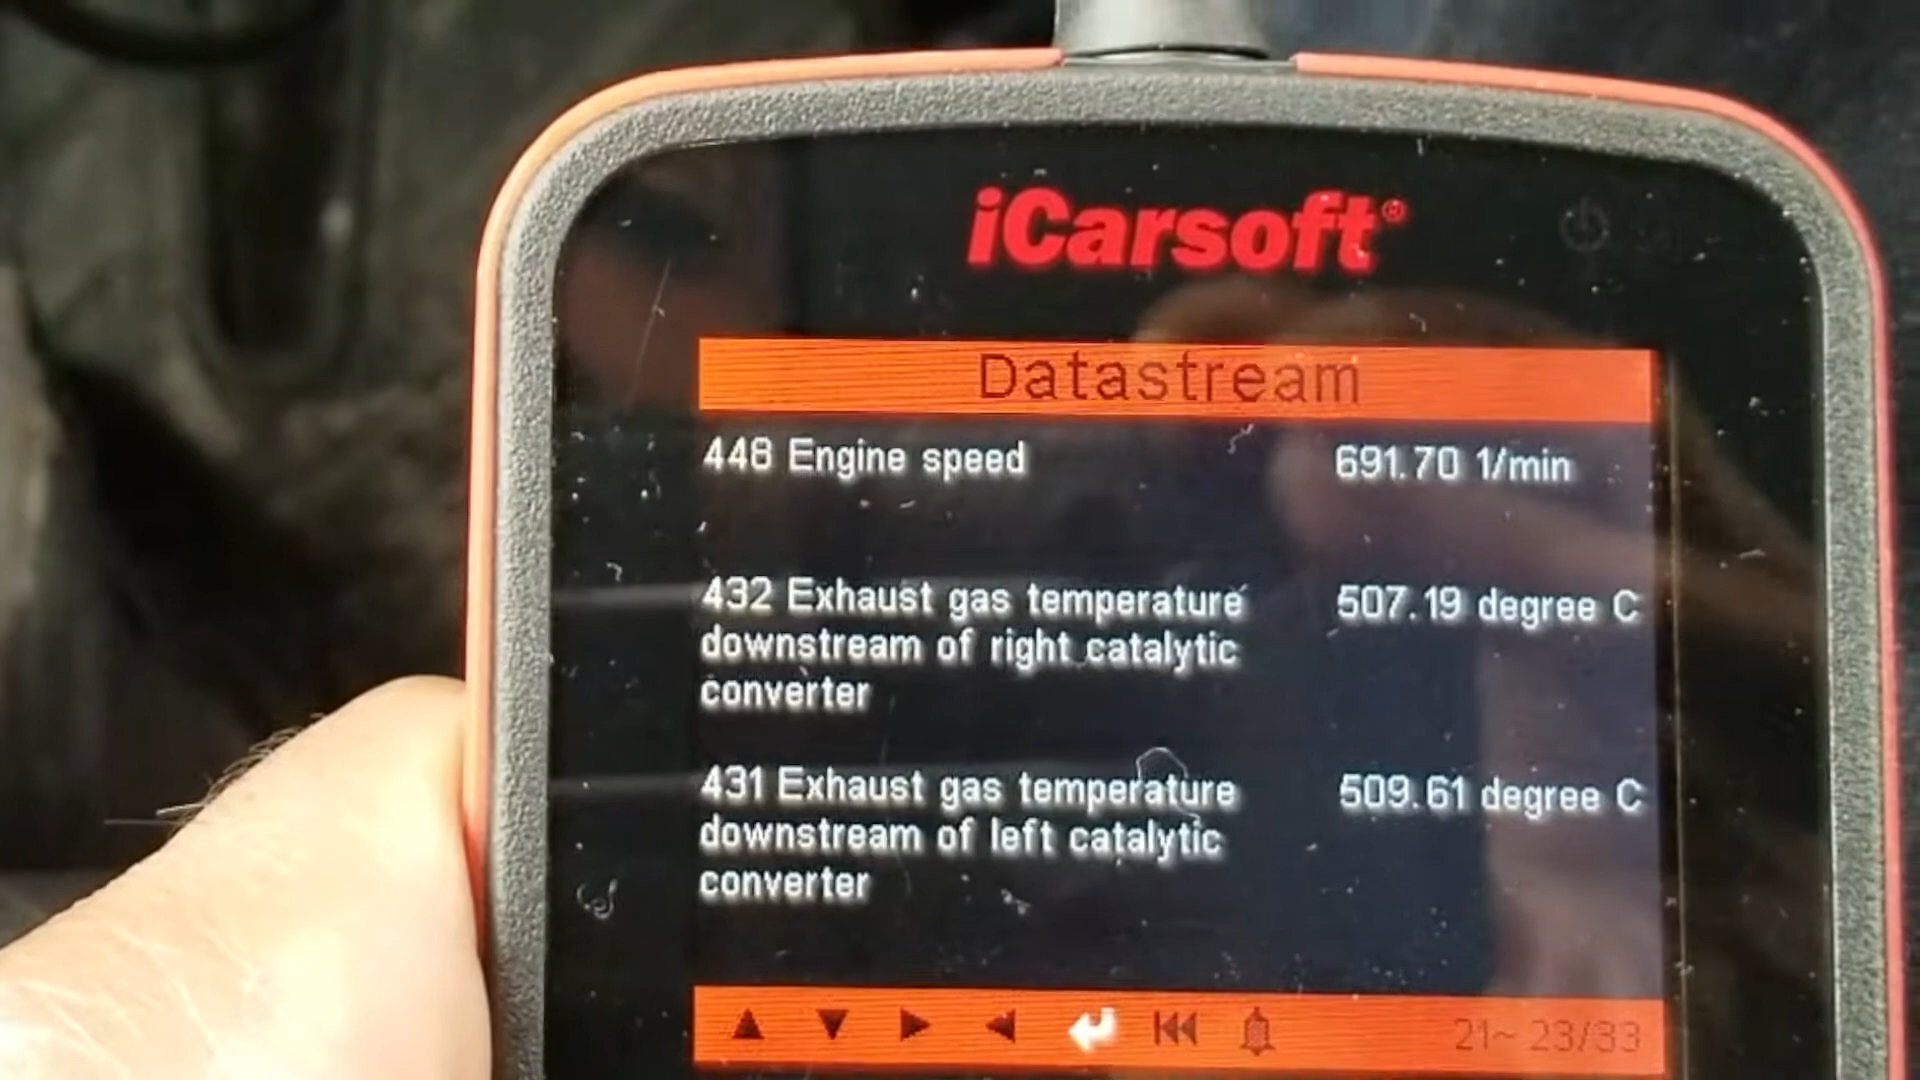 iCarsoft®
Datastream
448 Engine speed 691.70 1/min
432 Exhaust gas temperature 507.19 degree C
downstream of right catalytic
converter
431 Exhaust gas temperature 509.61 degree C
downstream of left catalytic
converter
21~ 23/33